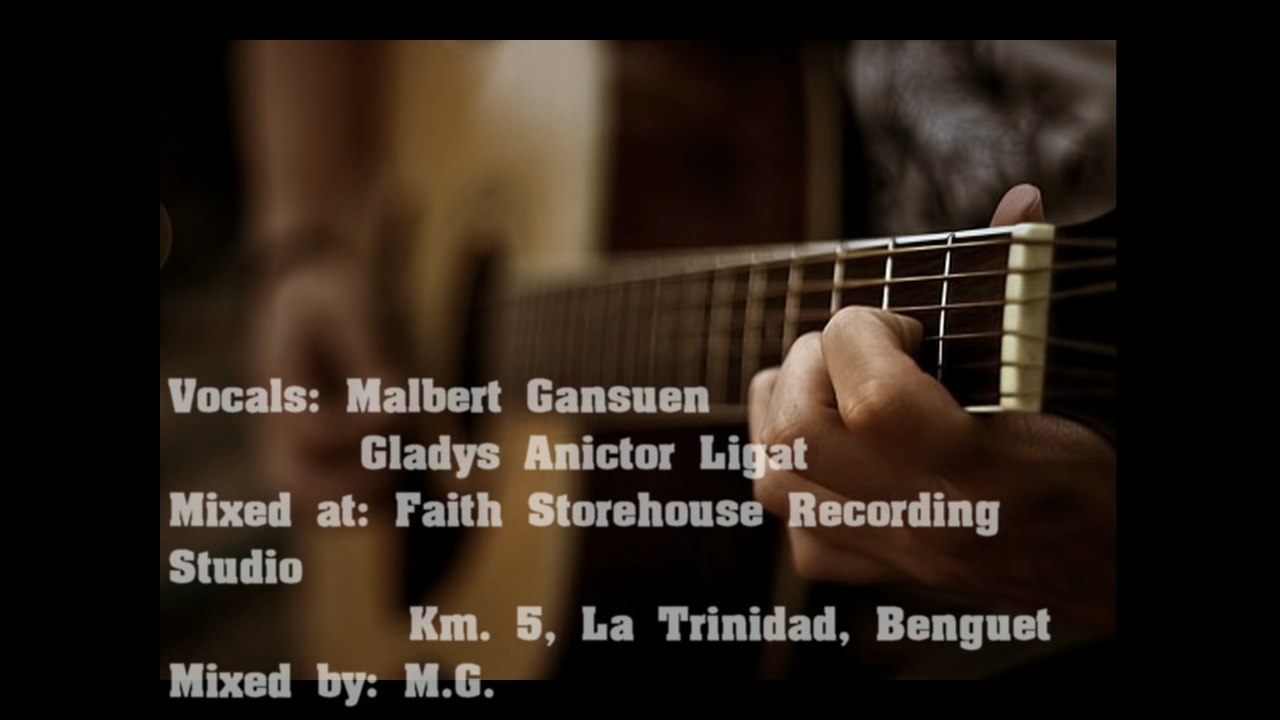 Vocals: Malbert Gansuen
Gladys Anictor Ligat
Mixed at: Faith Storehouse Recording
Studio
Km. 5, La Trinidad, Benguet
Mixed by: M.G.